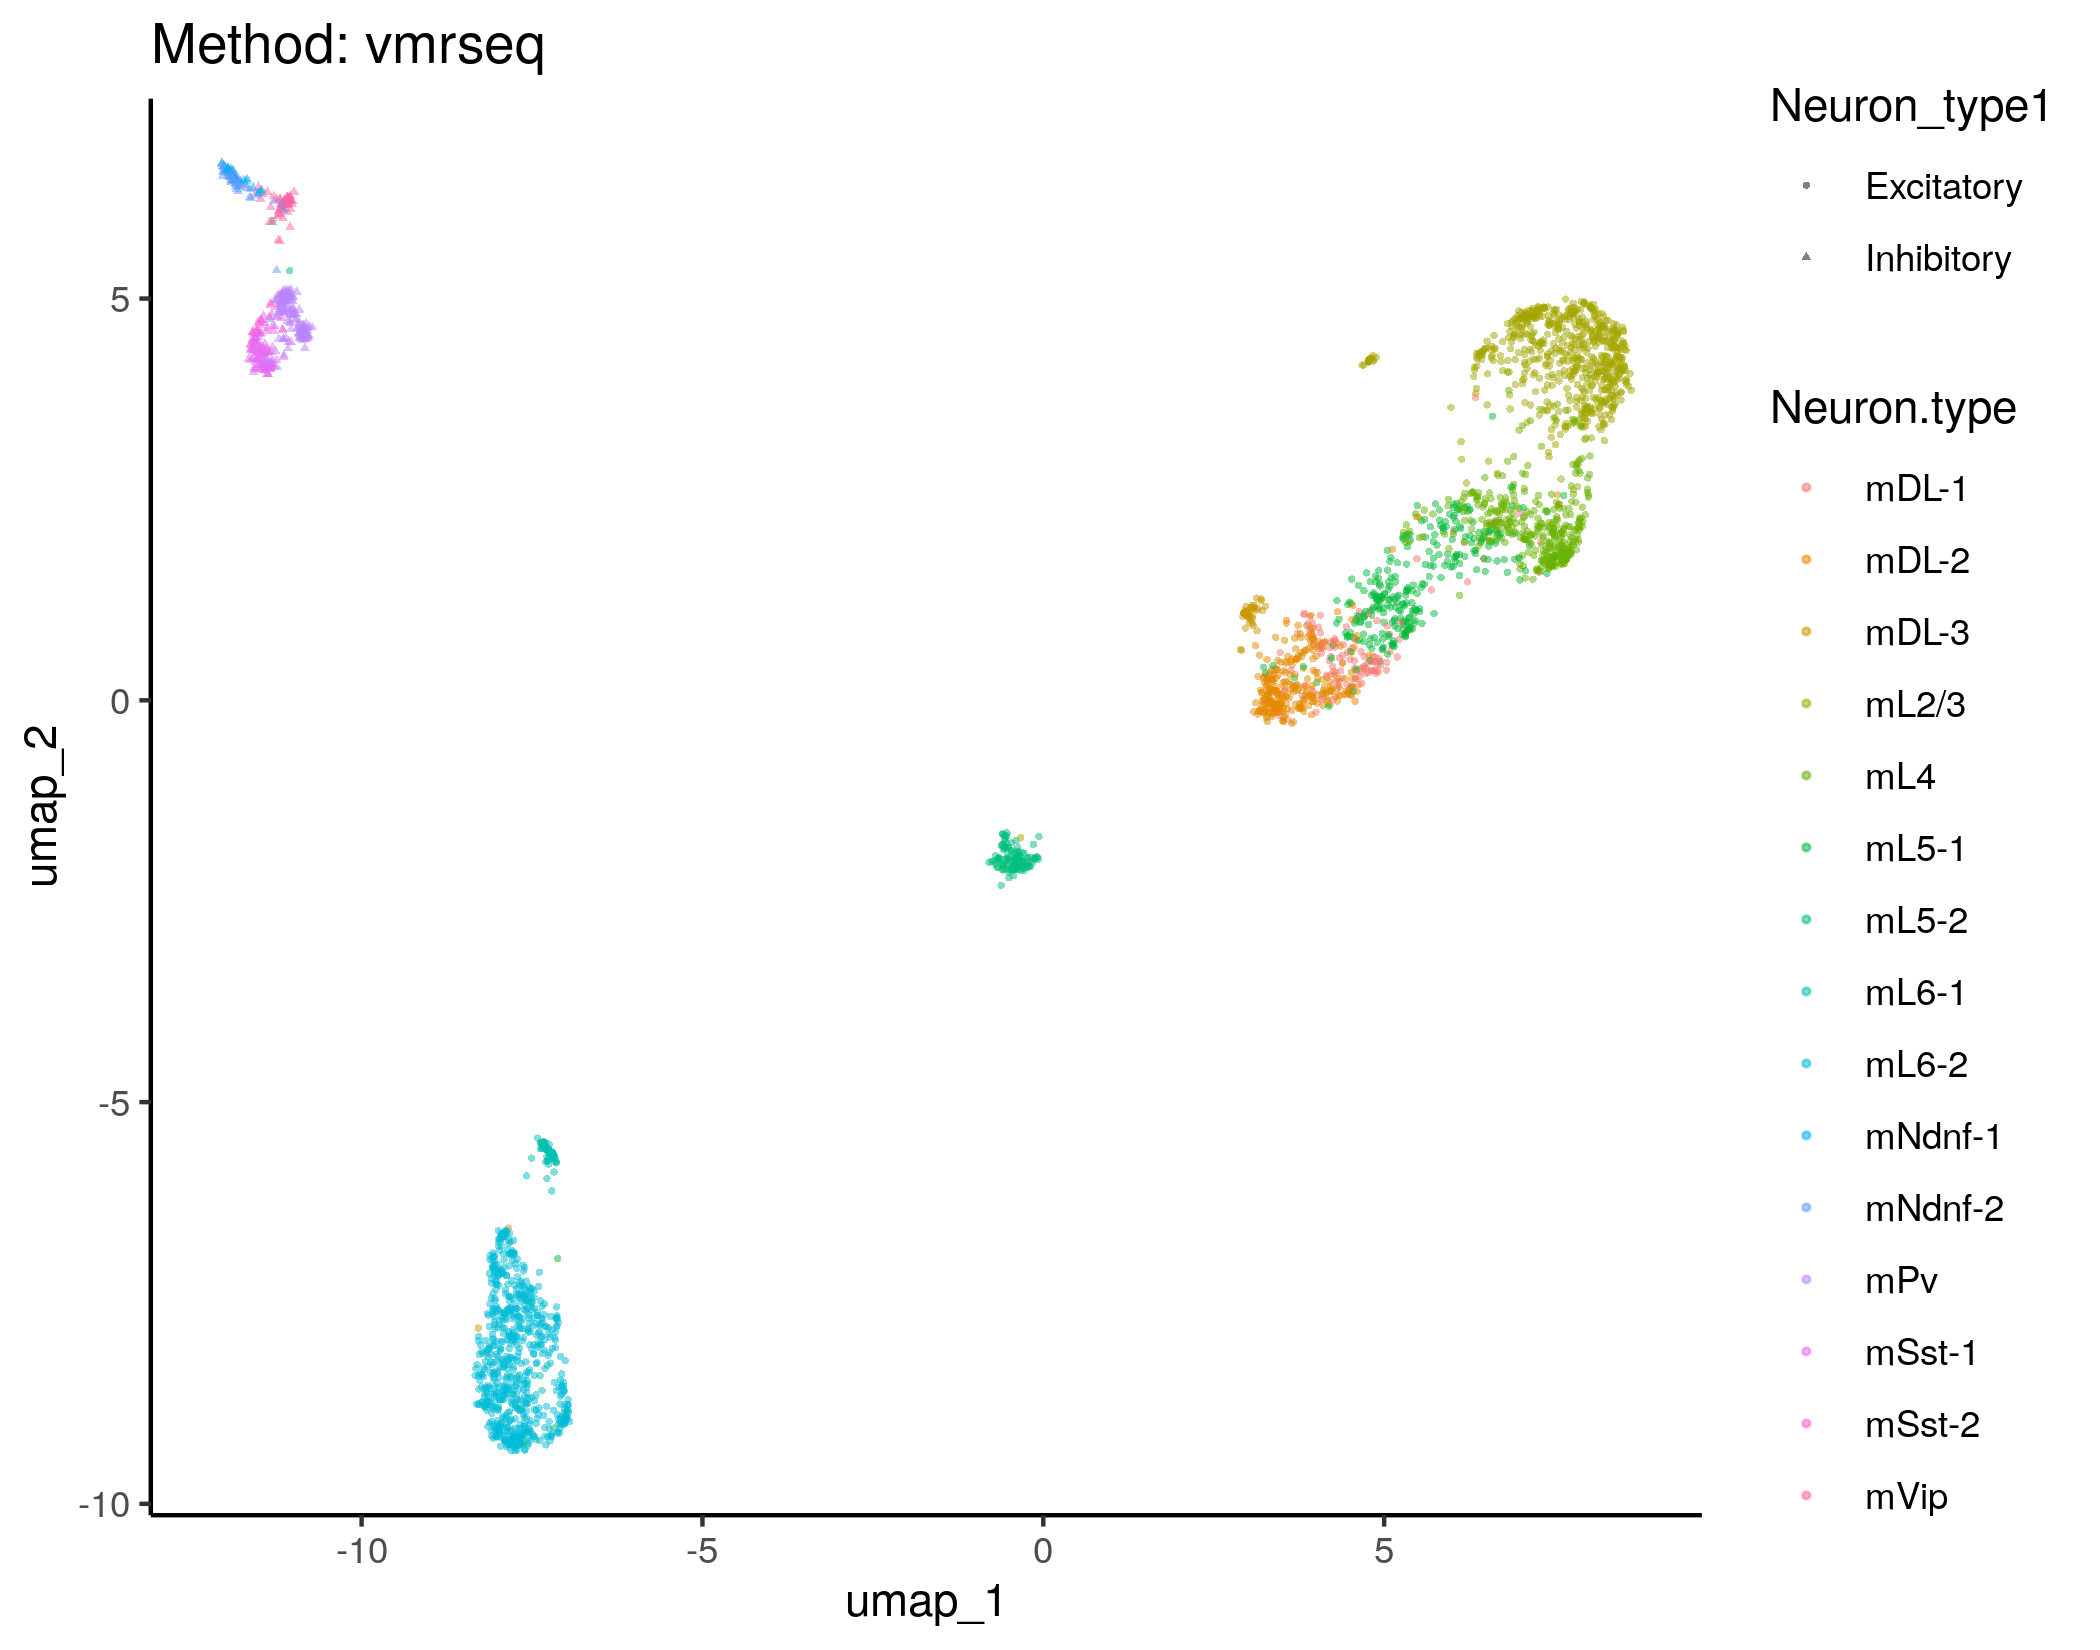 Method: vmrseq
Neuron_type1
Excitatory
Inhibitory
Neuron.type
mDL-1
mDL-2
mDL-3
mL2/3
mL4
mL5-1
mL5-2
mL6-1
mL6-2
mNdnf-1
mNdnf-2
mPv
mSst-1
mSst-2
mVip
umap_2
5
0
-5
-10
-10
-5
0
5
umap_1